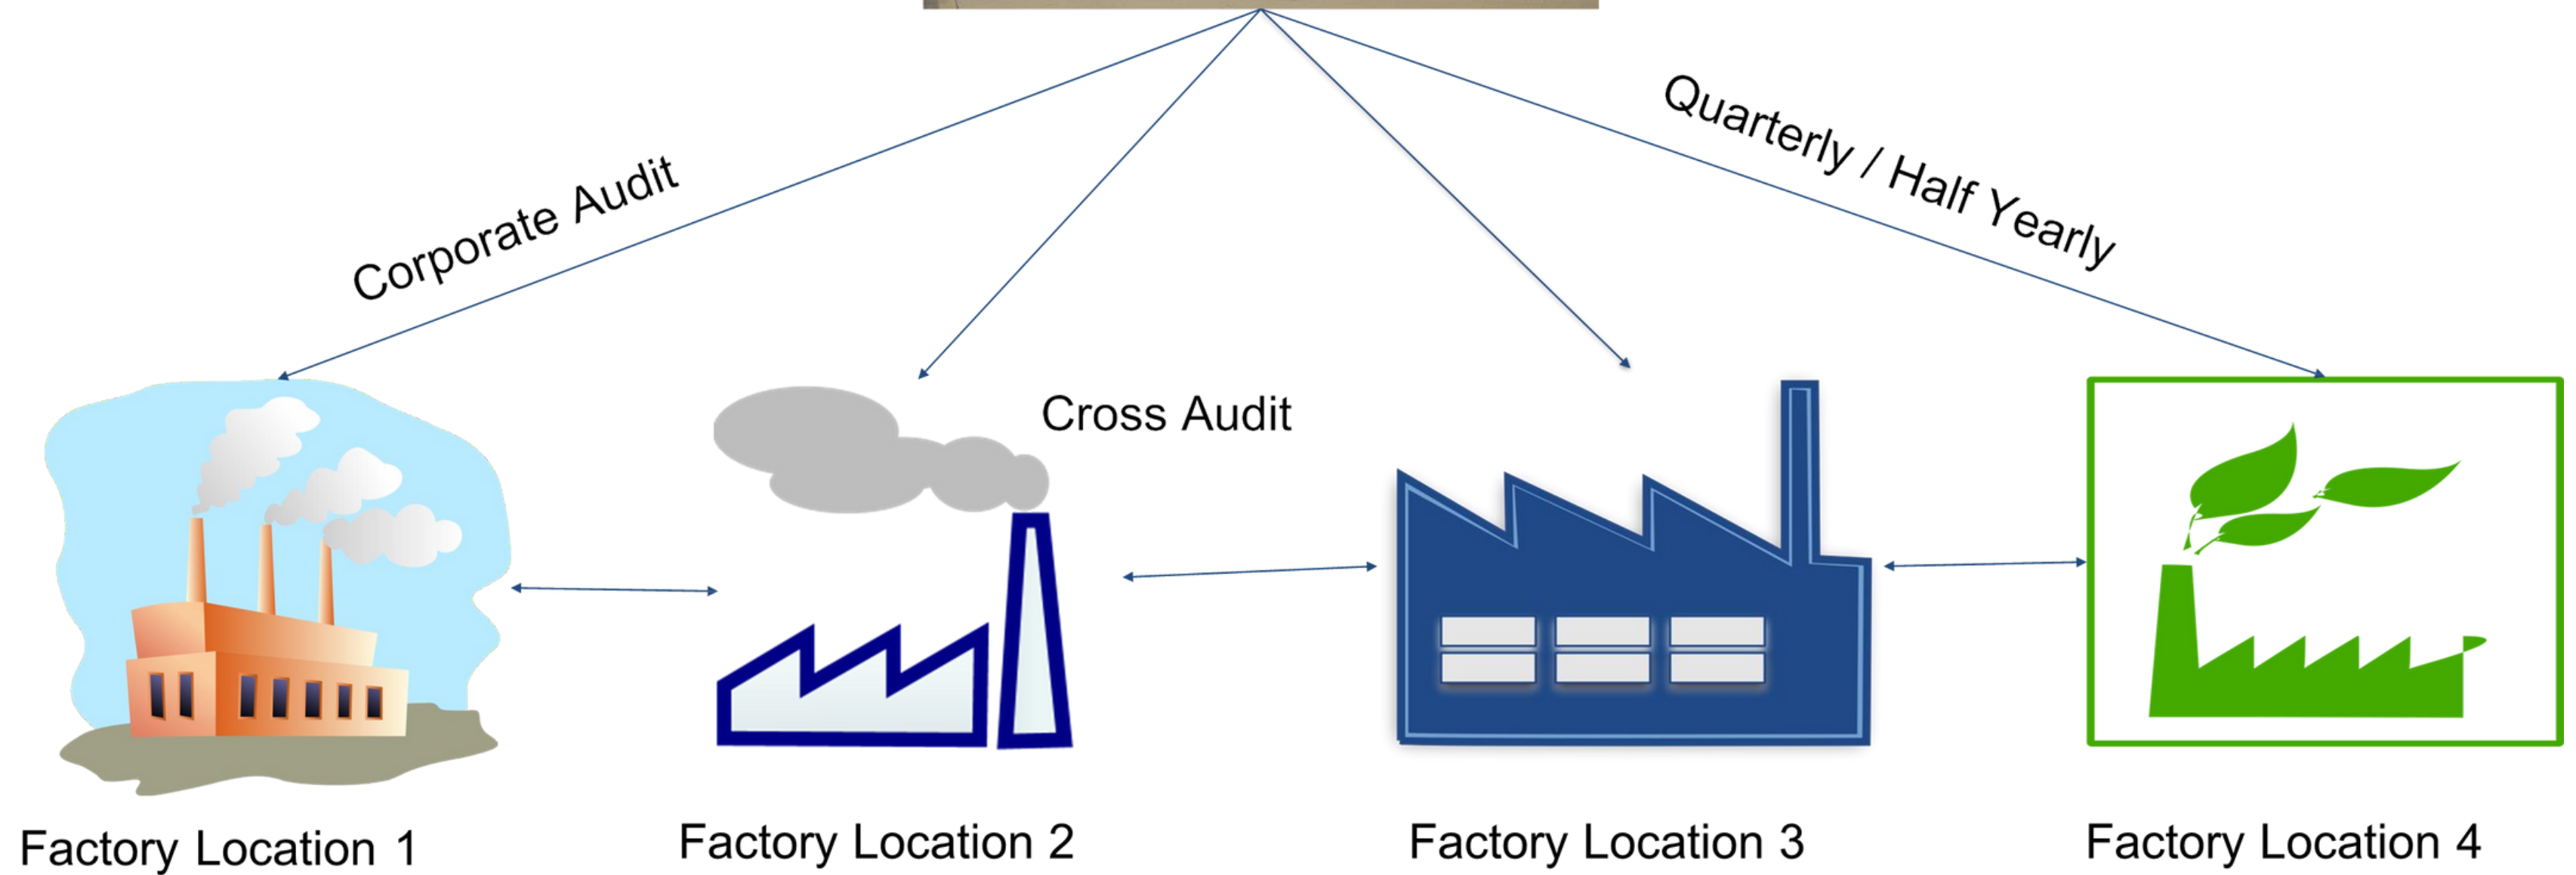 Corporate Audit
Quarterly / Half Yearly
Cross Audit
Factory Location 1
Factory Location 2
Factory Location 3
Factory Location 4